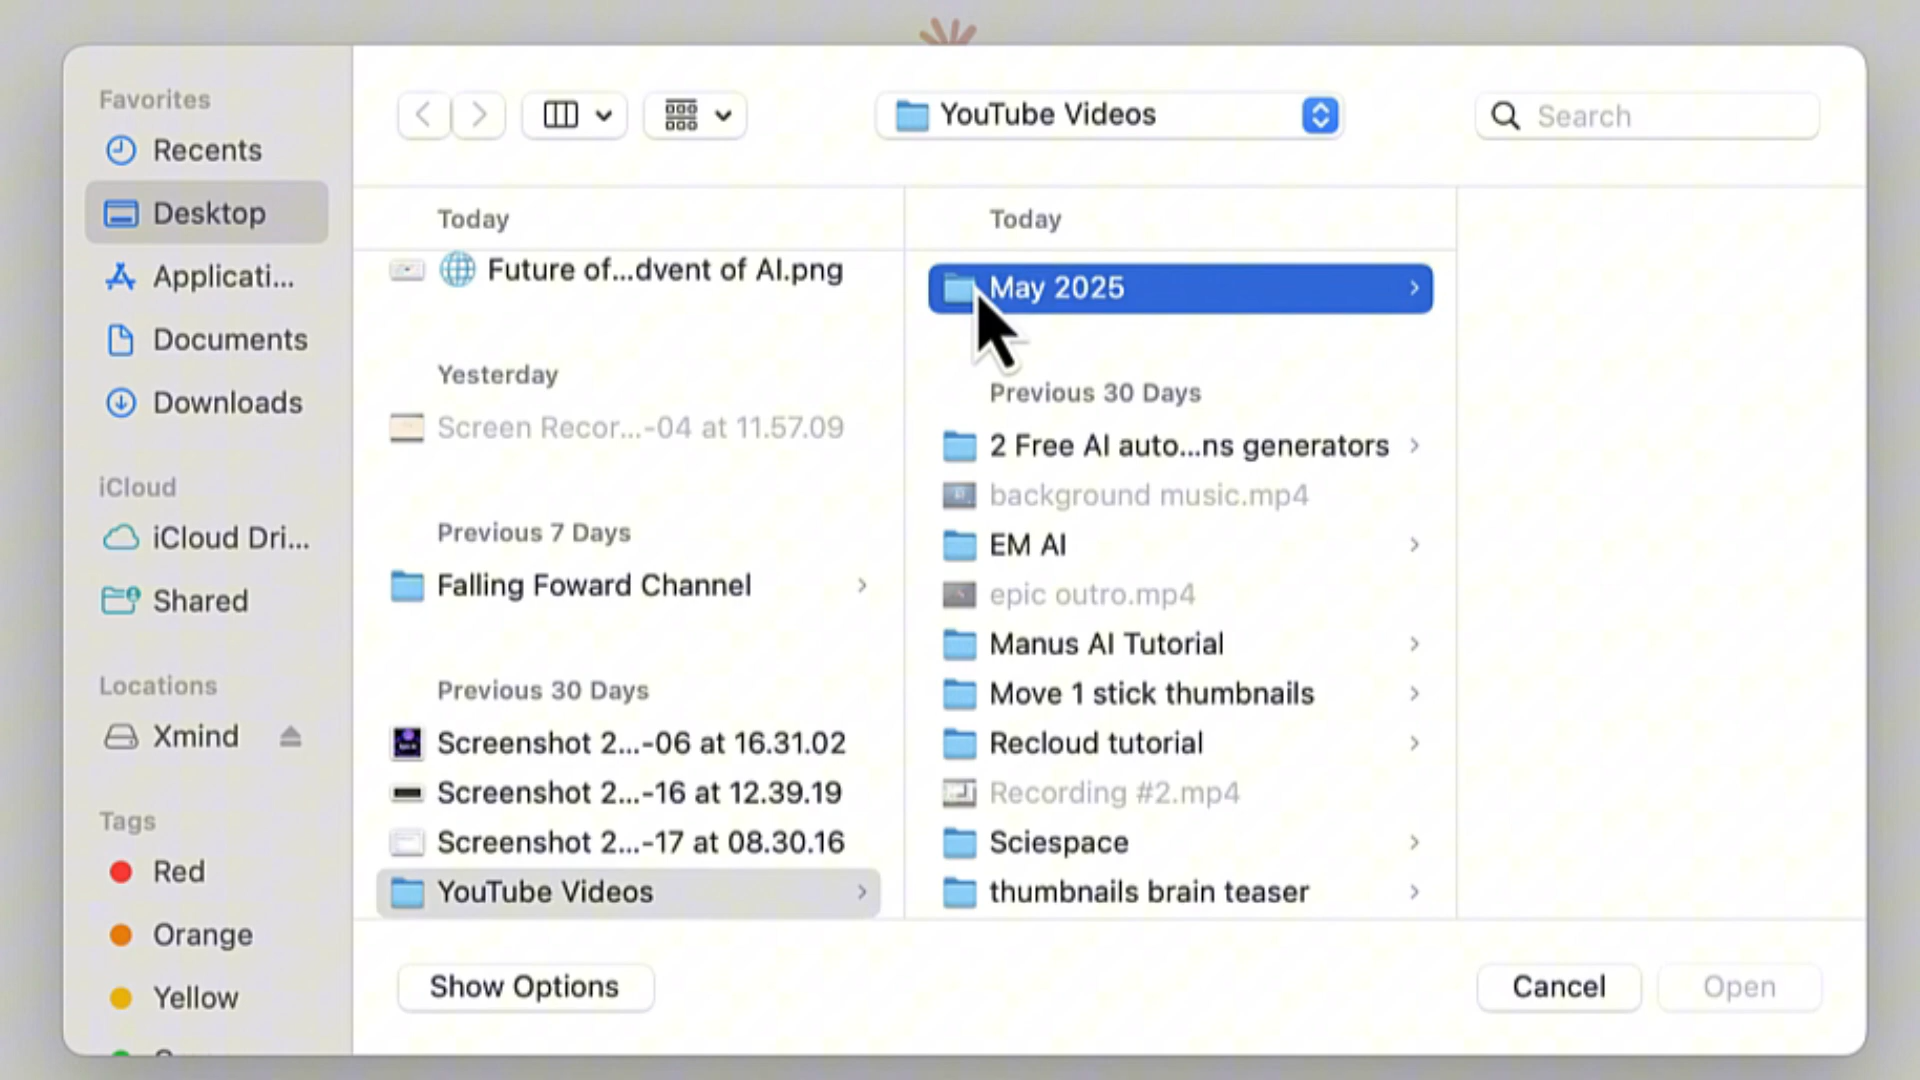 Favorites
Recents
Desktop
Applicati...
Documents
Downloads
iCloud
iCloud Dri...
Shared
Locations
Xmind
Tags
Red
Orange
Yellow
YouTube Videos
Search
Today
Future of...dvent of AI.png
Yesterday
Screen Recor...-04 at 11.57.09
Previous 7 Days
Falling Foward Channel
Previous 30 Days
Screenshot 2...-06 at 16.31.02
Screenshot 2...-16 at 12.39.19
Screenshot 2...-17 at 08.30.16
YouTube Videos
Today
May 2025
Previous 30 Days
2 Free AI auto...ns generators
background music.mp4
EM AI
epic outro.mp4
Manus AI Tutorial
Move 1 stick thumbnails
Recloud tutorial
Recording #2.mp4
Sciespace
thumbnails brain teaser
Show Options
Cancel
Open